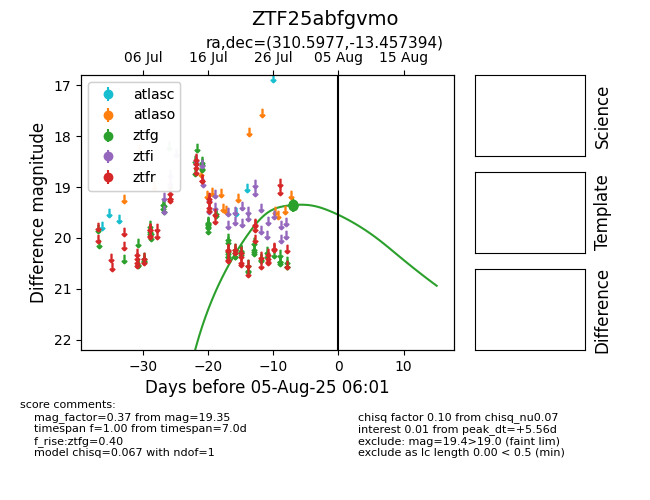 ZTF25abfgvmo
ra,dec=(310.5977,-13.457394)
06 Jul 16 Jul 26 Jul 05 Aug 15 Aug
17
18
19
20
21
22
Difference magnitude
atlasc
atlaso
ztfg
ztfi
ztfr
−30 −20 −10 0 10
Days before 05-Aug-25 06:01
Science
Template
Difference
score comments:
mag_factor=0.37 from mag=19.35
timespan f=1.00 from timespan=7.0d
f_rise:ztfg=0.40
model chisq=0.067 with ndof=1
chisq factor 0.10 from chisq_nu0.07
interest 0.01 from peak_dt=+5.56d
exclude: mag=19.4>19.0 (faint lim)
exclude as lc length 0.00 < 0.5 (min)